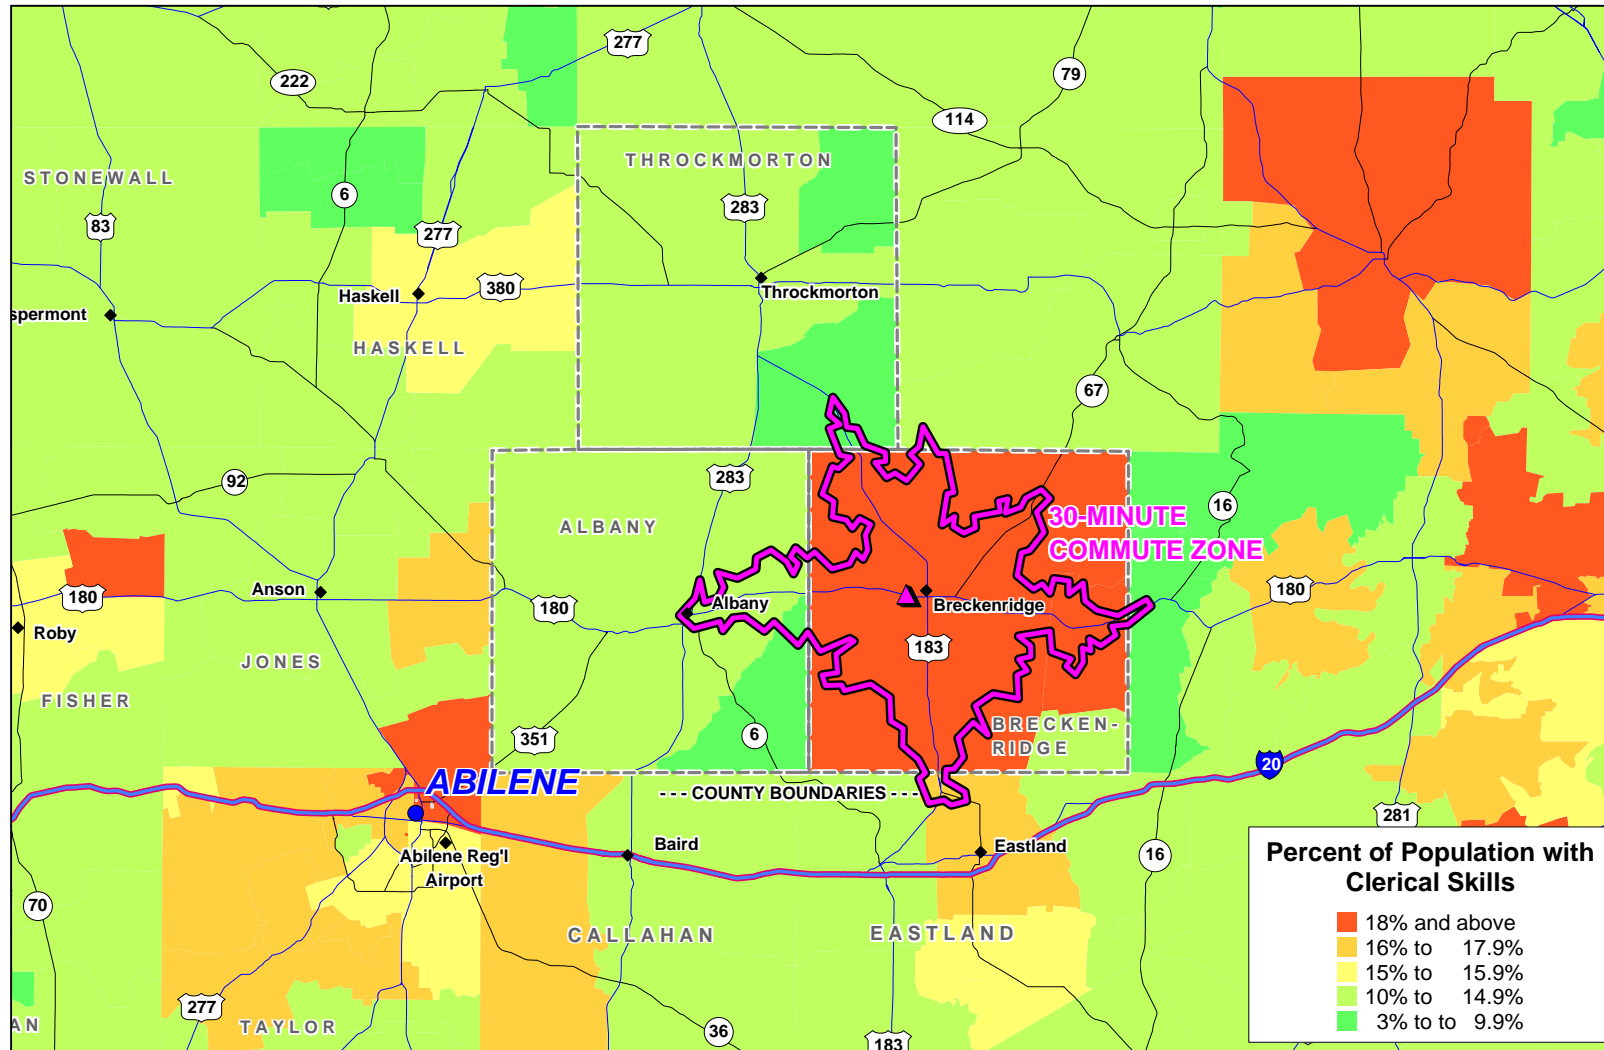 277
79
222
114
THROCKMORTON
STONEWALL
6
283
83
277
380
Haskell
Throckmorton
spermont
HASKELL
67
283
92
16
30-MINUTE
COMMUTE ZONE
ALBANY
180
Anson
180
Albany
Breckenridge
180
Roby
183
JONES
FISHER
BRECKEN-
RIDGE
351
6
20
ABILENE
--- COUNTY BOUNDARIES ---
281
Baird
Eastland
Abilene Reg'l
Airport
16
70
CALLAHAN
EASTLAND
277
AN
TAYLOR
36
183
Percent of Population with
Clerical Skills
18% and above
16% to 17.9%
15% to 15.9%
10% to 14.9%
3% to to 9.9%